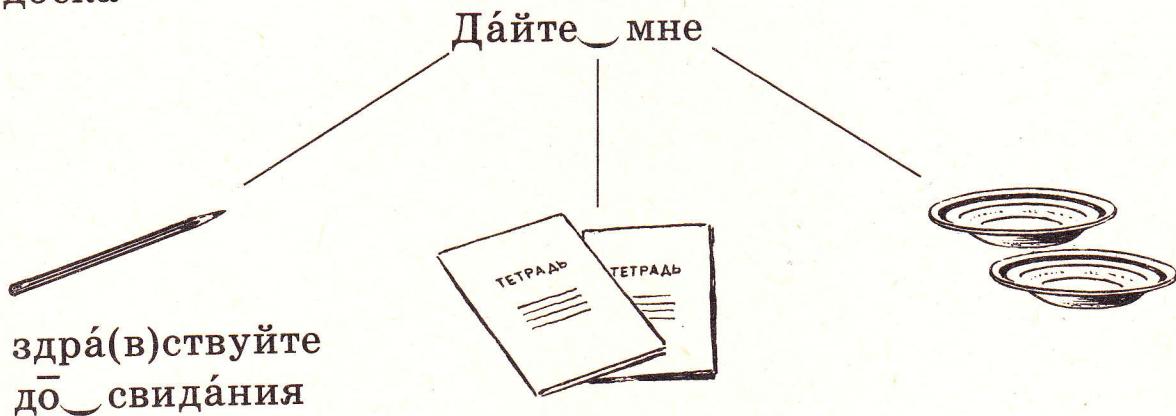 доска
Да́йте‿мне
ТЕТРАДЬ
ТЕТРАДЬ
здра́(в)ствуйте
до̄‿свида́ния